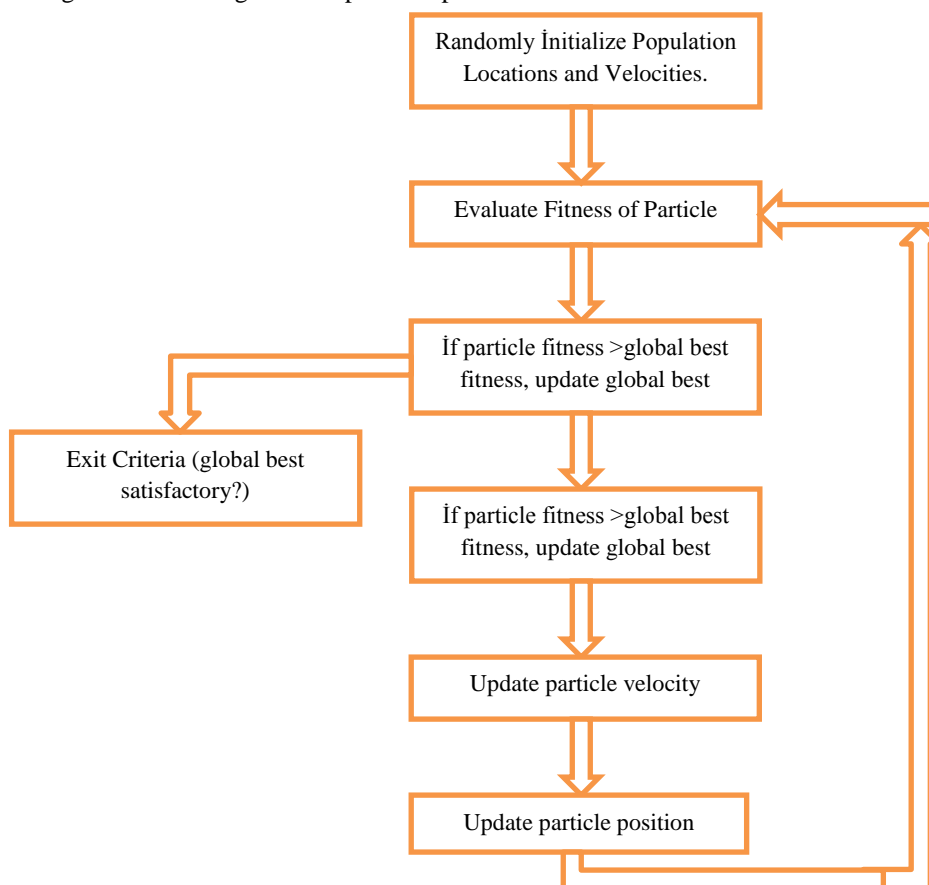 Randomly İnitialize Population
Locations and Velocities.
Evaluate Fitness of Particle
İf particle fitness >global best
fitness, update global best
Exit Criteria (global best
satisfactory?)
İf particle fitness >global best
fitness, update global best
Update particle velocity
Update particle position